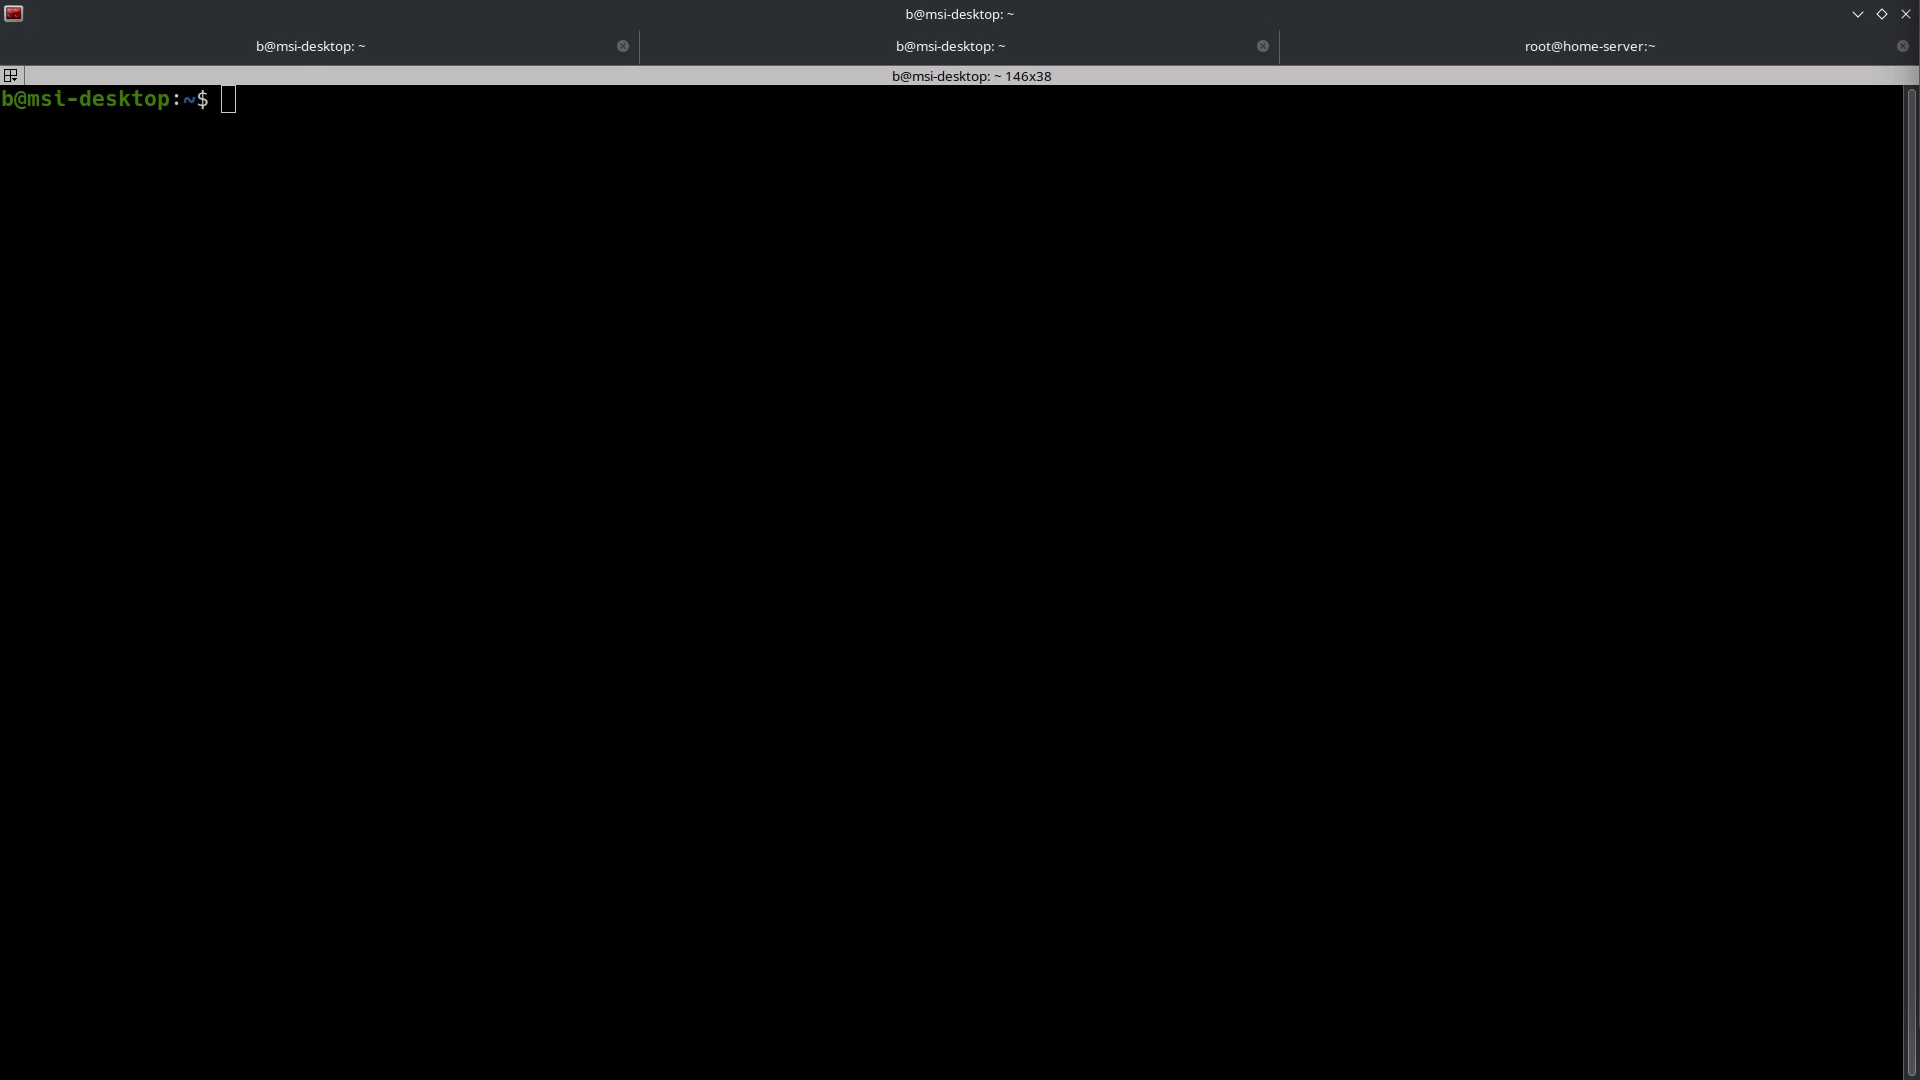 b@msi-desktop: ~
b@msi-desktop: ~
b@msi-desktop: ~
root@home-server:~
b@msi-desktop: ~ 146x38
b@msi-desktop:~$